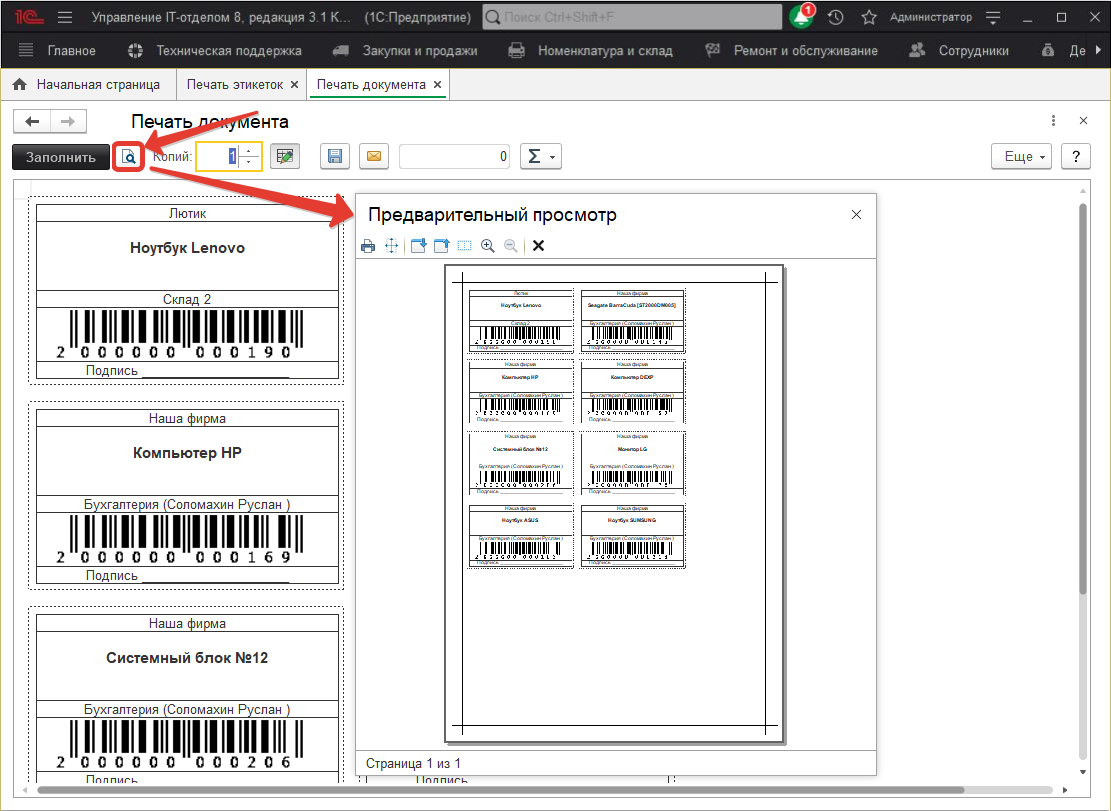 Управление IT-отделом 8, редакция 3.1 К... (1С:Предприятие) Поиск Ctrl+Shift+F 1 Администратор
Главное Техническая поддержка Закупки и продажи Номенклатура и склад Ремонт и обслуживание Сотрудники Де
Начальная страница Печать этикеток Печать документа
Печать документа
Заполнить Копий: 1 0 Σ Еще ?
Лютик
Ноутбук Lenovo
Склад 2
2 000000 000190
Подпись
Наша фирма
Компьютер HP
Бухгалтерия (Соломахин Руслан )
2 000000 000169
Подпись
Наша фирма
Системный блок №12
Бухгалтерия (Соломахин Руслан )
2 000000 000206
Подпись
Подпись
Предварительный просмотр
Лютик
Ноутбук Lenovo
Склад 2
Подпись
Наша фирма
Seagate BarraCuda [ST2000DM005]
Бухгалтерия (Соломахин Руслан )
Подпись
Наша фирма
Компьютер HP
Бухгалтерия (Соломахин Руслан )
Подпись
Наша фирма
Компьютер DEXP
Бухгалтерия (Соломахин Руслан )
Подпись
Наша фирма
Системный блок №12
Бухгалтерия (Соломахин Руслан )
Подпись
Наша фирма
Монитор LG
Бухгалтерия (Соломахин Руслан )
Подпись
Наша фирма
Ноутбук ASUS
Бухгалтерия (Соломахин Руслан )
Подпись
Наша фирма
Ноутбук SUMSUNG
Бухгалтерия (Соломахин Руслан )
Подпись
Страница 1 из 1